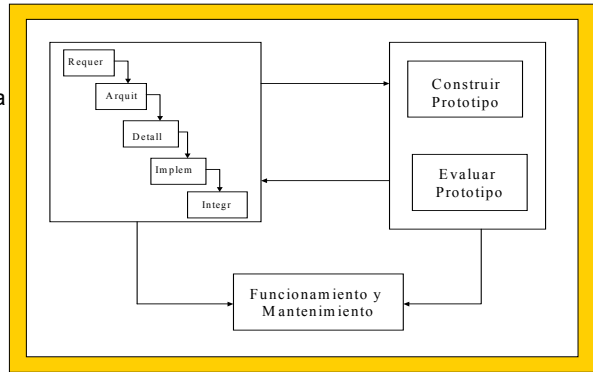 Requer
a
Arquit
Detall
Implem
Integr
Construir
Prototipo
Evaluar
Prototipo
Funcionamiento y
Mantenimiento